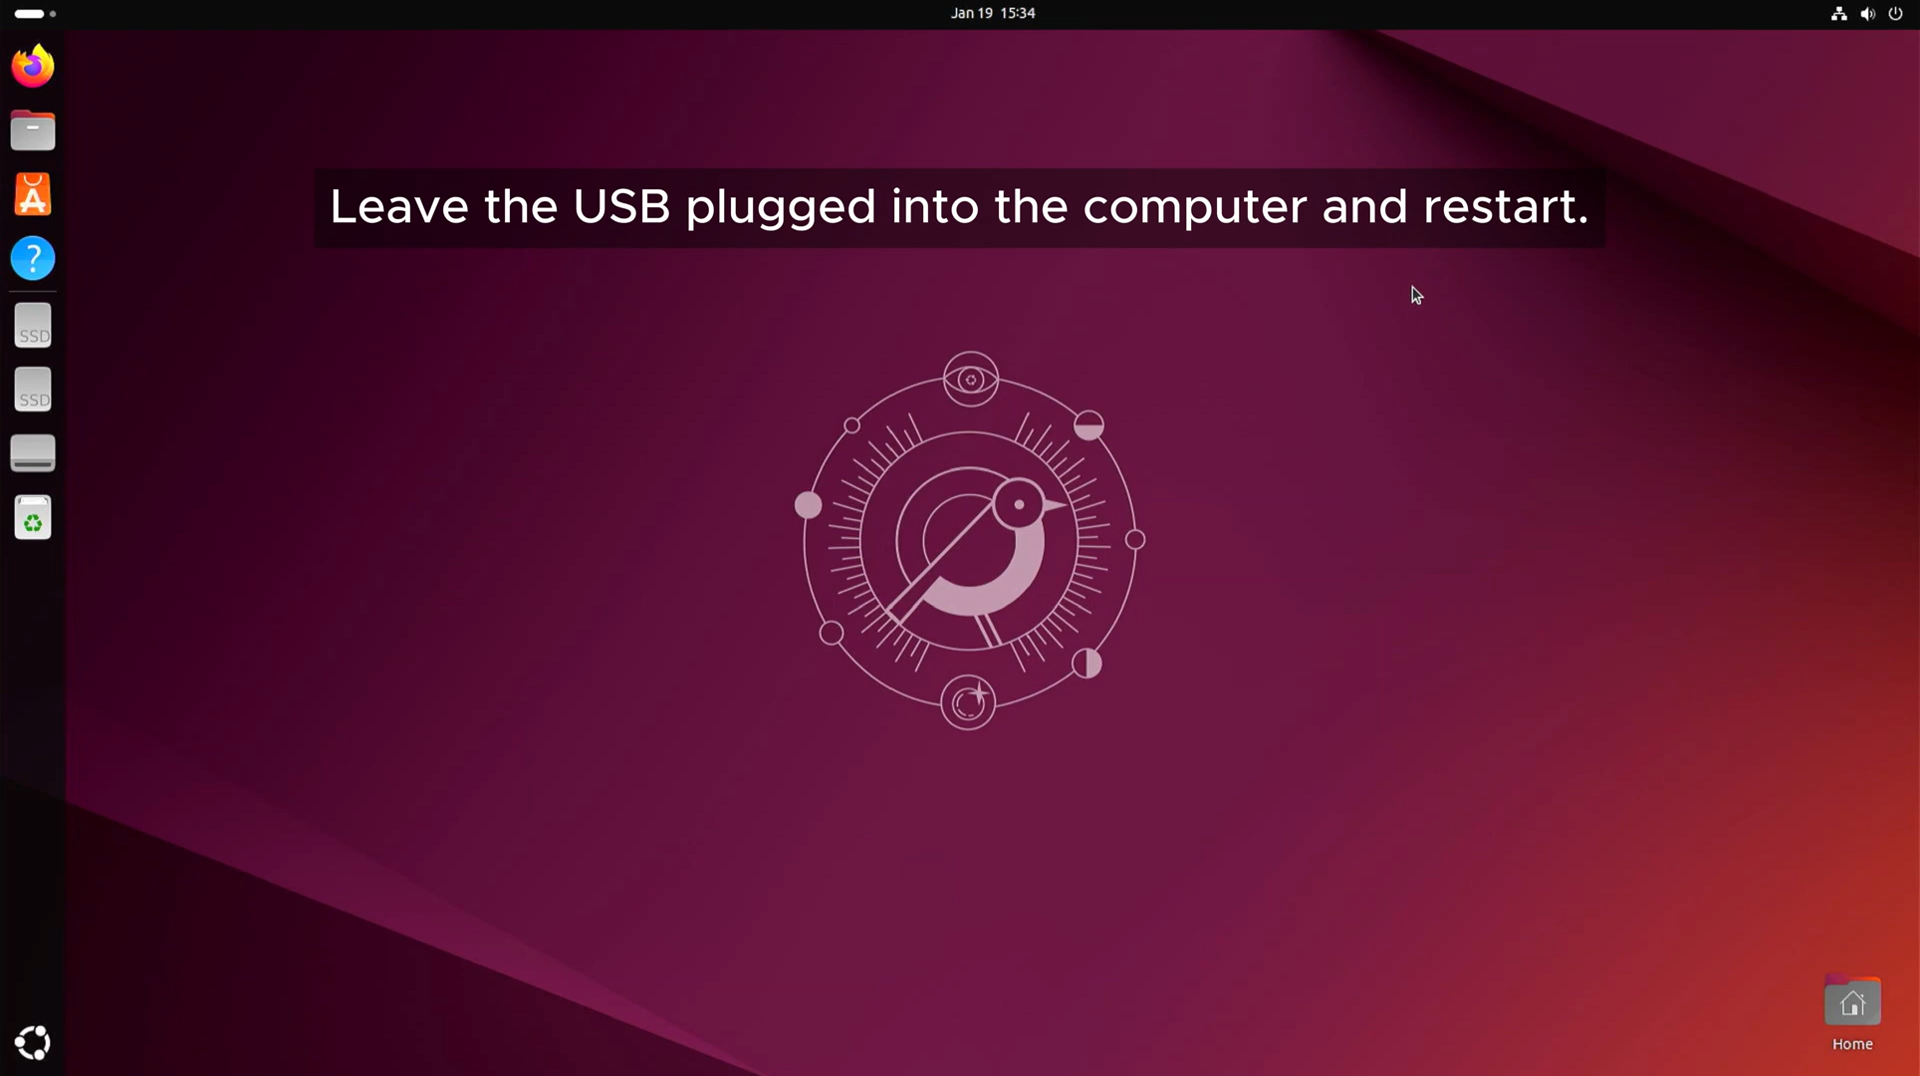 Jan 19 15:34
Leave the USB plugged into the computer and restart.
?
SSD
SSD
Home